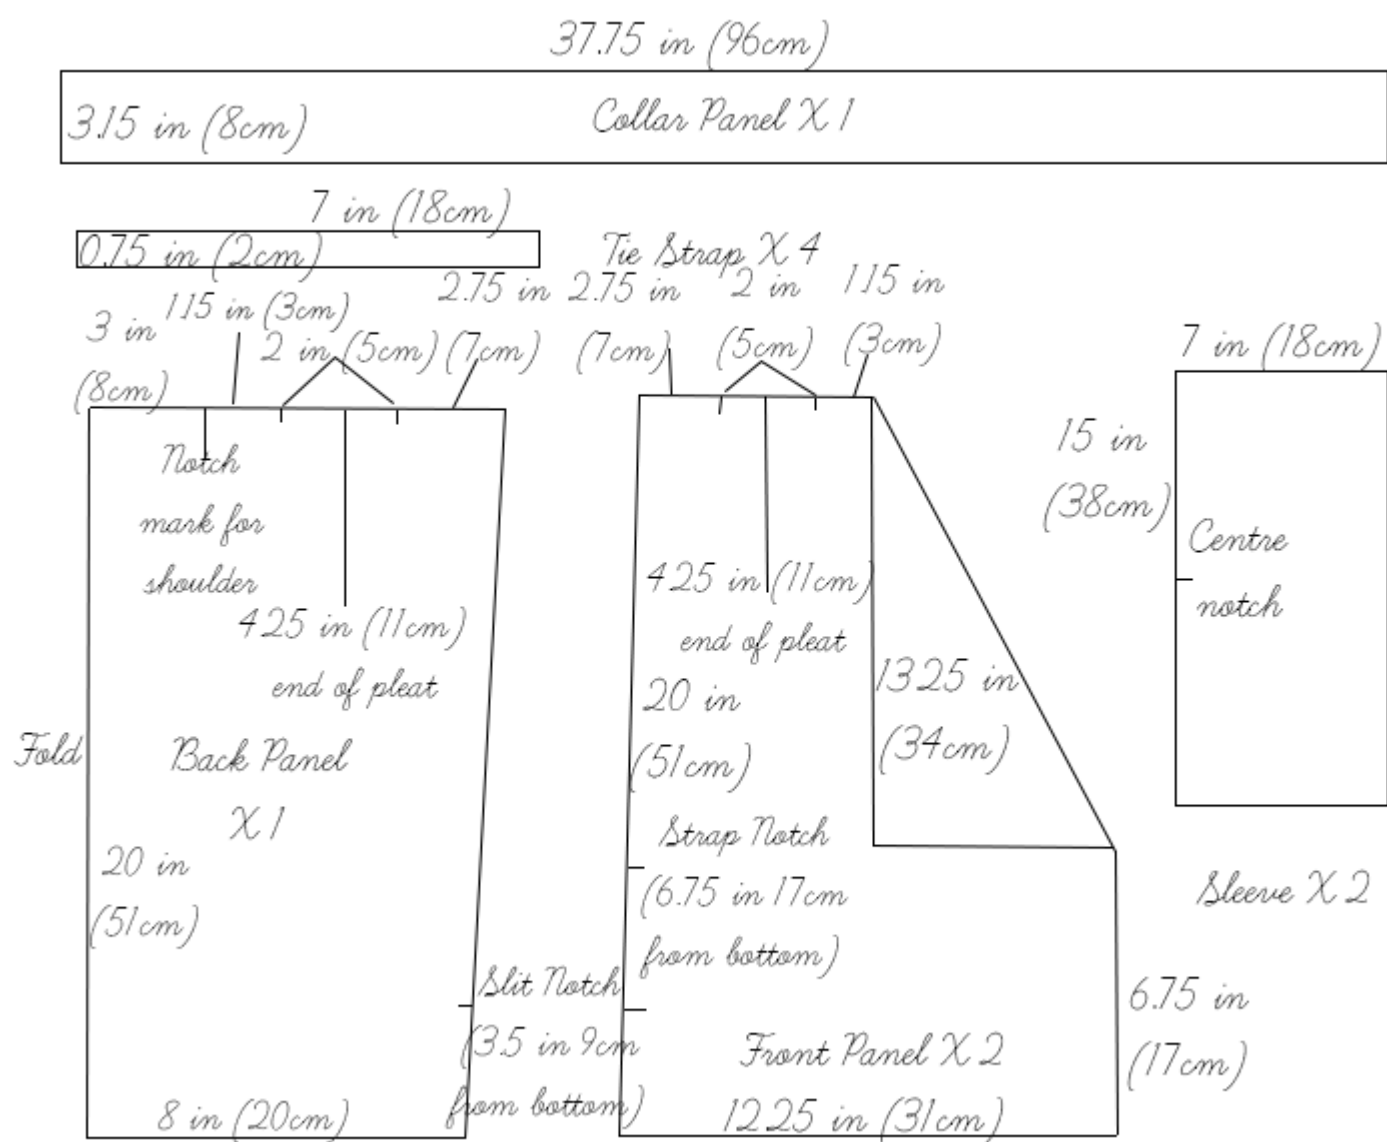 37.75 in (96cm)
3.15 in (8cm)
Collar Panel X 1
7 in (18cm)
0.75 in (2cm)
Tie Strap X 4
3 in
(8cm)
1.15 in (3cm)
2 in (5cm)
2.75 in
(7cm)
Notch
mark for
shoulder
4.25 in (11cm)
end of pleat
Fold
Back Panel
X 1
20 in
(51cm)
8 in (20cm)
2.75 in
(7cm)
2 in
(5cm)
1.15 in
(3cm)
4.25 in (11cm)
end of pleat
20 in
(51cm)
13.25 in
(34cm)
Strap Notch
(6.75 in 17cm
from bottom)
Slit Notch
(3.5 in 9cm
from bottom)
Front Panel X 2
12.25 in (31cm)
6.75 in
(17cm)
7 in (18cm)
15 in
(38cm)
Centre
notch
Sleeve X 2